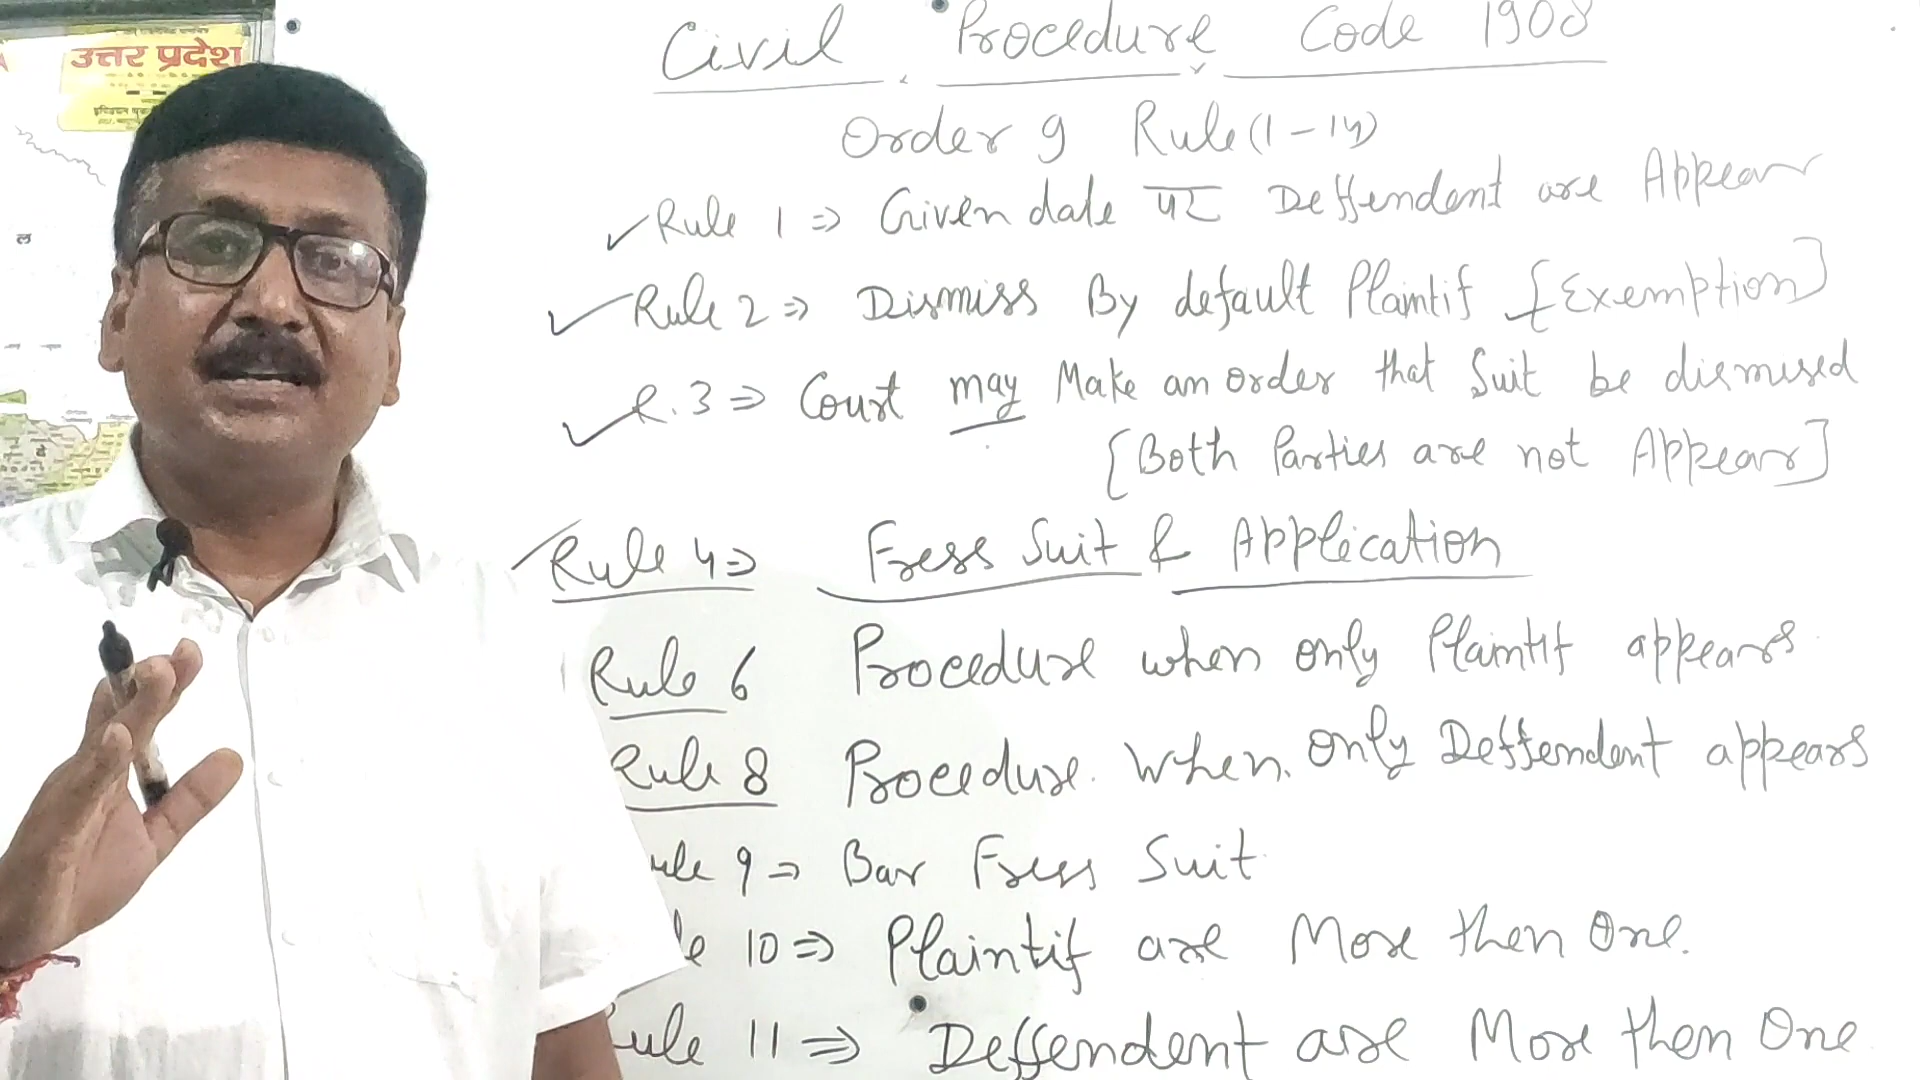 उत्तर प्रदेश
Civil Procedure Code 1908
Order 9 Rule (1-14)
Rule 1 ⇒ Given date पर Deffendent are Appear
Rule 2 ⇒ Dismiss By default Plaintif {Exemption}
R. 3 ⇒ Court may Make an order that Suit be dismissed
[Both Parties are not Appear]
Rule 4 ⇒ Fress Suit & Application
Rule 6 Procedure when only Plaintif appears
Rule 8 Procedure. When. Only Deffendent appears
ule 9 ⇒ Bar Fress Suit
le 10 ⇒ Plaintif are More then One.
Rule 11 ⇒ Deffendent are More then One
ल